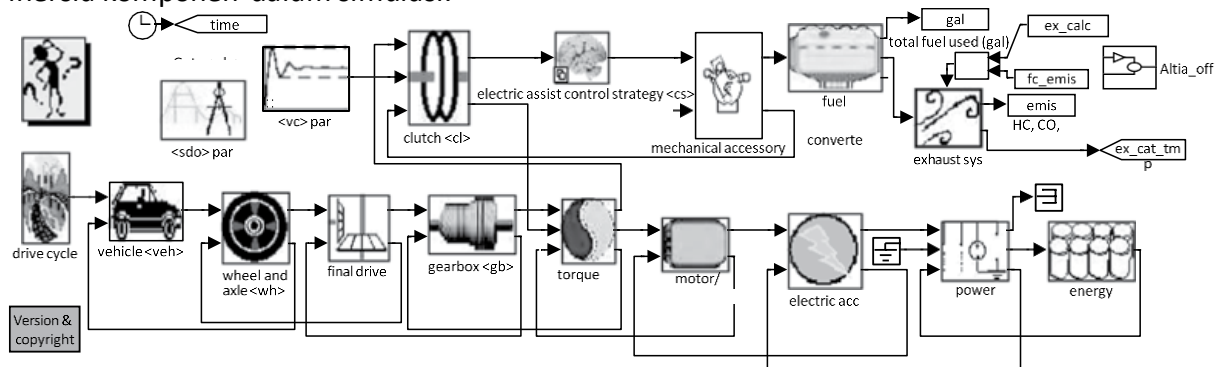 time
gal
total fuel used (gal)
ex_calc
fc_emis
Altia_off
emis
HC, CO,
ex_cat_tm
p
<vc> par
<sdo> par
clutch <cl>
electric assist control strategy <cs>
mechanical accessory
fuel
converte
exhaust sys
drive cycle
vehicle<veh>
wheel and
axle<wh>
final drive
gearbox <gb>
torque
motor/
electric acc
power
energy
Version &
copyright